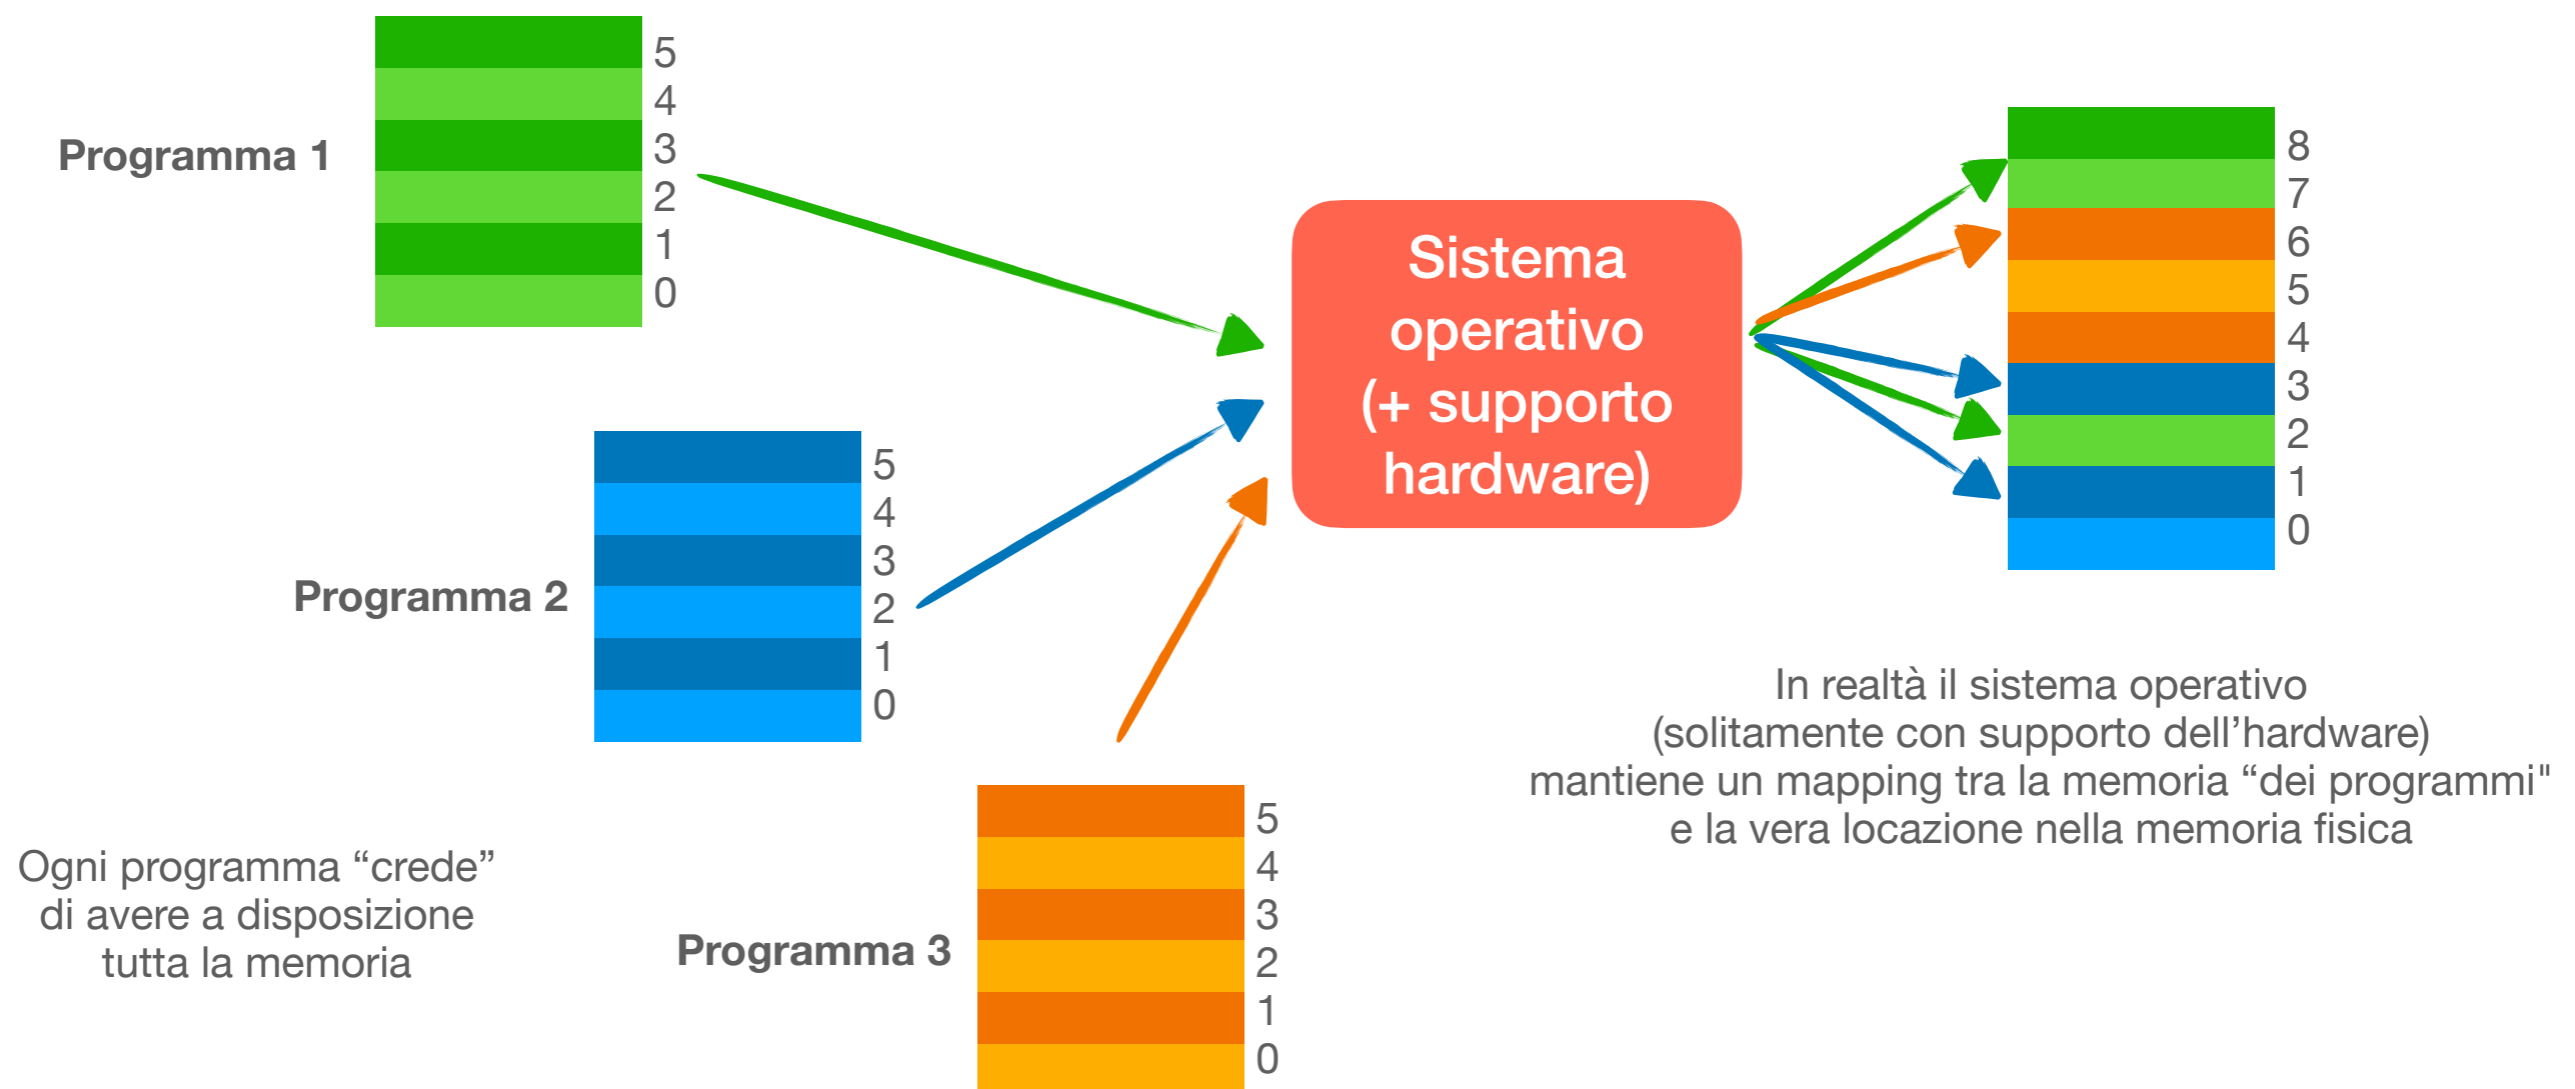 Programma 1
5
4
3
2
1
0
Programma 2
5
4
3
2
1
0
Programma 3
5
4
3
2
1
0
Ogni programma “crede”
di avere a disposizione
tutta la memoria
Sistema
operativo
(+ supporto
hardware)
8
7
6
5
4
3
2
1
0
In realtà il sistema operativo
(solitamente con supporto dell’hardware)
mantiene un mapping tra la memoria “dei programmi"
e la vera locazione nella memoria fisica